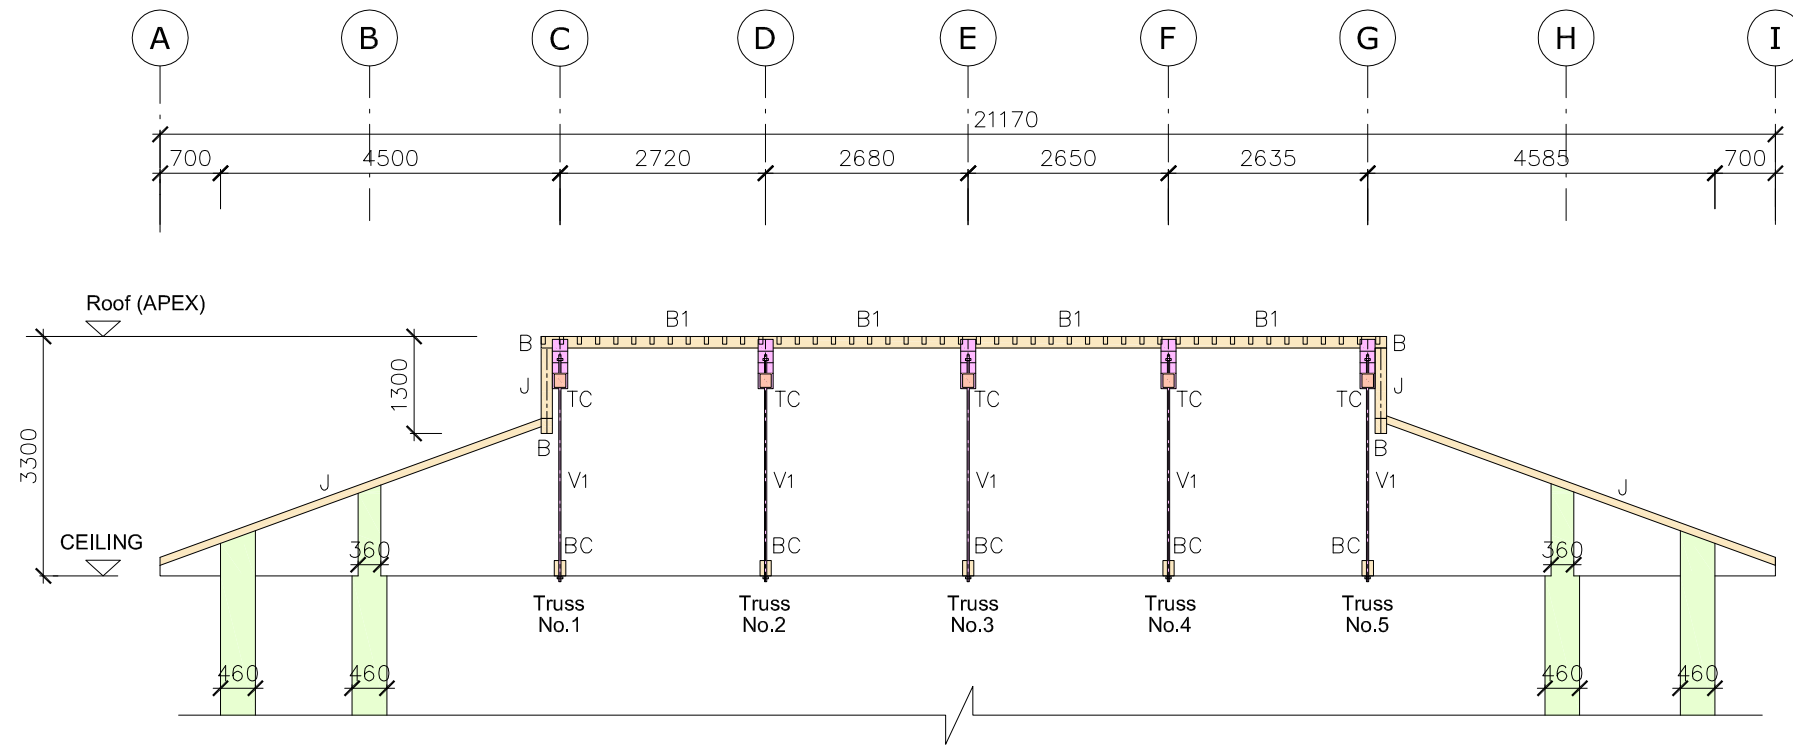 A B C D E F G H I
21170
700 4500 2720 2680 2650 2635 4585 700
Roof (APEX)
B1 B1 B1 B1
B B
J J
1300
TC TC TC TC TC
B B
3300
J V1 V1 V1 V1 V1 J
CEILING
360 BC BC BC BC BC 360
Truss Truss Truss Truss Truss
No.1 No.2 No.3 No.4 No.5
460 460 460 460